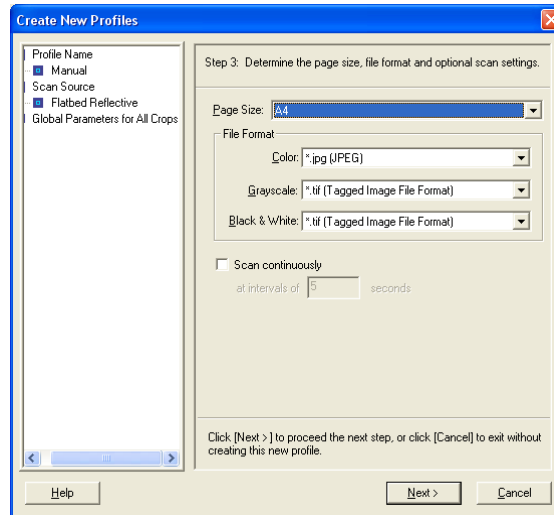 Create New Profiles
Profile Name
Manual
Scan Source
Flatbed Reflective
Global Parameters for All Crops
Step 3: Determine the page size, file format and optional scan settings.
Page Size: A4
File Format
Color: *.jpg (JPEG)
Grayscale: *.tif (Tagged Image File Format)
Black & White: *.tif (Tagged Image File Format)
Scan continuously
at intervals of 5 seconds
Click [Next >] to proceed the next step, or click [Cancel] to exit without
creating this new profile.
Help Next > Cancel